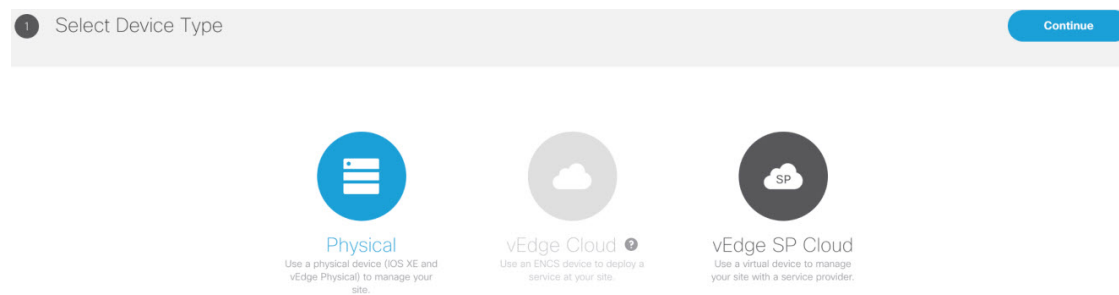 1 Select Device Type
Continue
SP
Physical
Use a physical device (IOS XE and
vEdge Physical) to manage your
site.
vEdge Cloud ?
Use an ENCS device to deploy a
service at your site.
vEdge SP Cloud
Use a virtual device to manage
your site with a service provider.